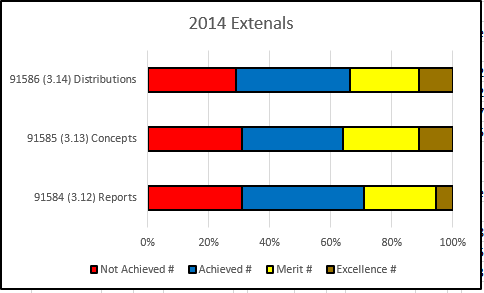 2014 Extenals
91586 (3.14) Distributions
91585 (3.13) Concepts
91584 (3.12) Reports
0% 20% 40% 60% 80% 100%
Not Achieved # Achieved # Merit # Excellence #